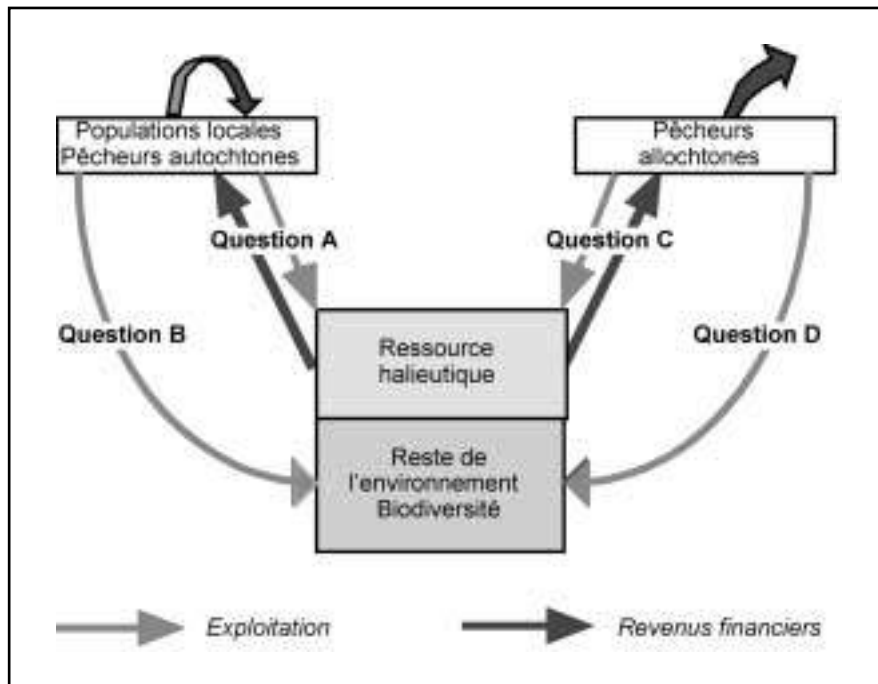 Populations locales
Pêcheurs autochtones
Pêcheurs
allochtones
Question A
Question C
Question B
Question D
Ressource
halieutique
Reste de
l'environnement
Biodiversité
Exploitation
Revenus financiers